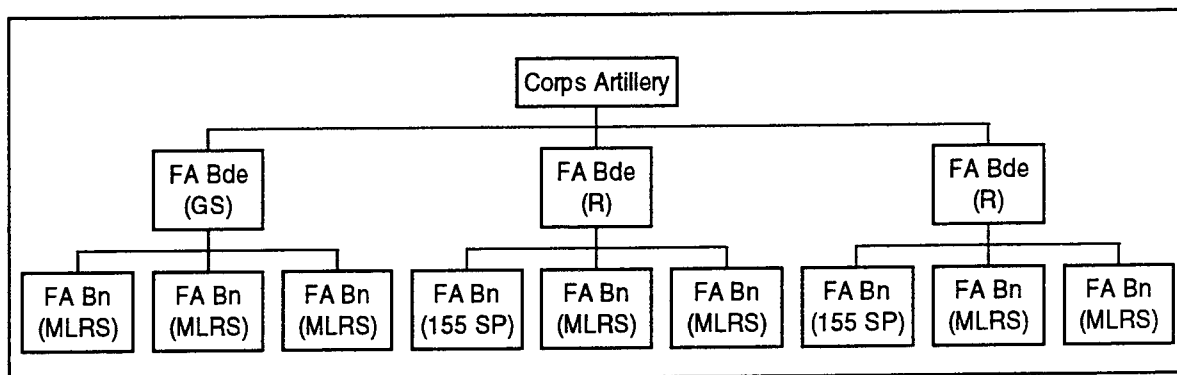 Corps Artillery
FA Bde
(GS)
FA Bde
(R)
FA Bde
(R)
FA Bn
(MLRS)
FA Bn
(MLRS)
FA Bn
(MLRS)
FA Bn
(155 SP)
FA Bn
(MLRS)
FA Bn
(MLRS)
FA Bn
(155 SP)
FA Bn
(MLRS)
FA Bn
(MLRS)